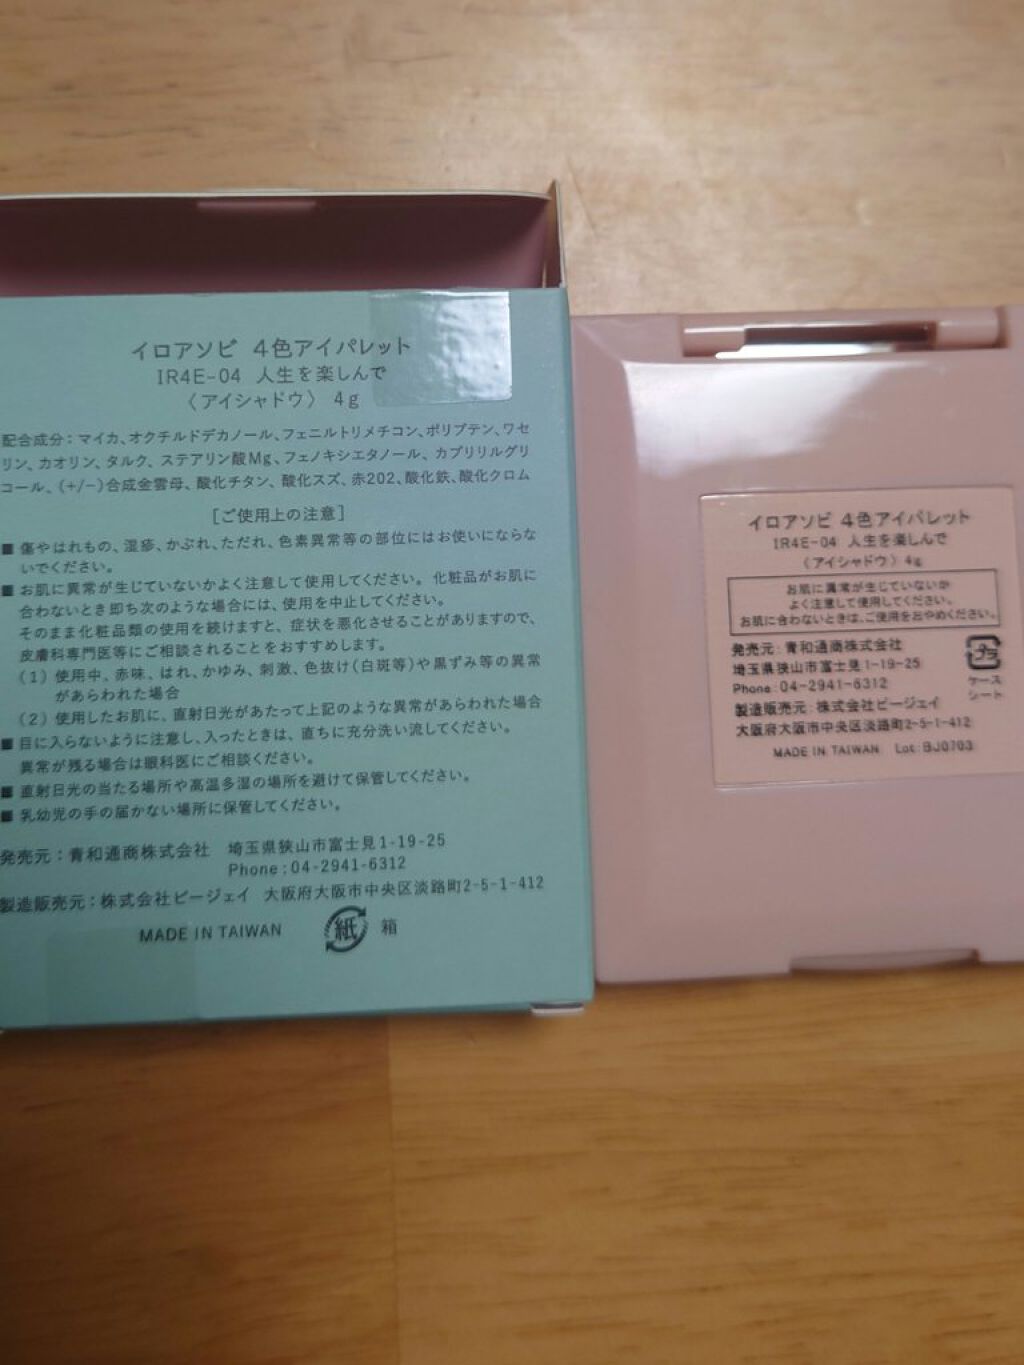 イロアソビ 4色アイパレット
IR4E-04 人生を楽しんで
〈アイシャドウ〉 4g
配合成分：マイカ、オクチルドデカノール、フェニルトリメチコン、ポリブテン、ワセ
リン、カオリン、タルク、ステアリン酸Mg、フェノキシエタノール、カプリリルグリ
コール、(+/−)合成金雲母、酸化チタン、酸化スズ、赤202、酸化鉄、酸化クロム
[ご使用上の注意]
■ 傷やはれもの、湿疹、かぶれ、ただれ、色素異常等の部位にはお使いにならな
いでください。
■ お肌に異常が生じていないかよく注意して使用してください。化粧品がお肌に
合わないとき即ち次のような場合には、使用を中止してください。
そのまま化粧品類の使用を続けますと、症状を悪化させることがありますので、
皮膚科専門医等にご相談されることをおすすめします。
(1) 使用中、赤味、はれ、かゆみ、刺激、色抜け(白斑等)や黒ずみ等の異常
があらわれた場合
(2) 使用したお肌に、直射日光があたって上記のような異常があらわれた場合
■ 目に入らないように注意し、入ったときは、直ちに充分洗い流してください。
異常が残る場合は眼科医にご相談ください。
■ 直射日光の当たる場所や高温多湿の場所を避けて保管してください。
■ 乳幼児の手の届かない場所に保管してください。
発売元：青和通商株式会社 埼玉県狭山市富士見1-19-25
Phone:04-2941-6312
製造販売元：株式会社ピージェイ 大阪府大阪市中央区淡路町2-5-1-412
MADE IN TAIWAN 紙 箱
イロアソビ 4色アイパレット
IR4E-04 人生を楽しんで
〈アイシャドウ〉 4g
お肌に異常が生じていないか
よく注意して使用してください。
お肌に合わないときは、ご使用をおやめください。
発売元：青和通商株式会社
埼玉県狭山市富士見1-19-25
Phone:04-2941-6312
製造販売元：株式会社ピージェイ
大阪府大阪市中央区淡路町2-5-1-412
MADE IN TAIWAN Lot:BJ0703
プラ
ケース
シート